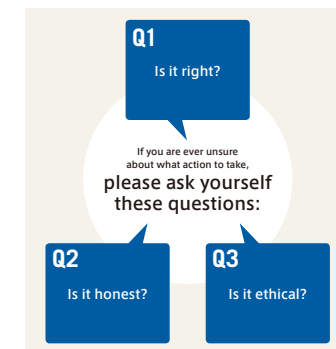 Q1
Is it right?
If you are ever unsure
about what action to take,
please ask yourself
these questions:
Q2
Is it honest?
Q3
Is it ethical?